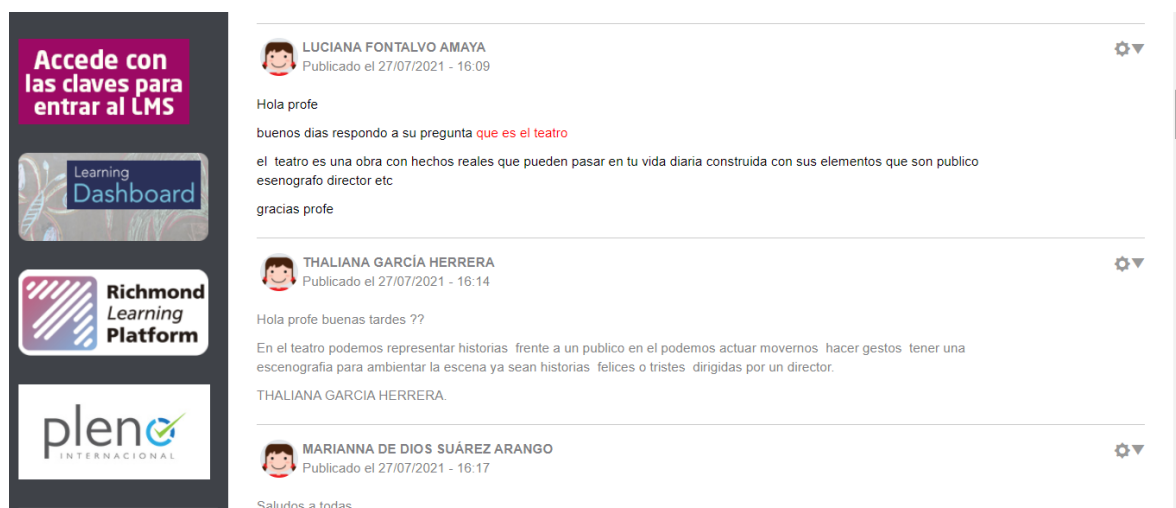 Accede con
las claves para
entrar al LMS
Learning
Dashboard
Richmond
Learning
Platform
pleno
INTERNACIONAL
LUCIANA FONTALVO AMAYA
Publicado el 27/07/2021 - 16:09
Hola profe
buenos dias respondo a su pregunta que es el teatro
el teatro es una obra con hechos reales que pueden pasar en tu vida diaria construida con sus elementos que son publico
esenografo director etc
gracias profe
THALIANA GARCÍA HERRERA
Publicado el 27/07/2021 - 16:14
Hola profe buenas tardes ??
En el teatro podemos representar historias frente a un publico en el podemos actuar movernos hacer gestos tener una
escenografia para ambientar la escena ya sean historias felices o tristes dirigidas por un director.
THALIANA GARCIA HERRERA.
MARIANNA DE DIOS SUÁREZ ARANGO
Publicado el 27/07/2021 - 16:17
Saludos a todas